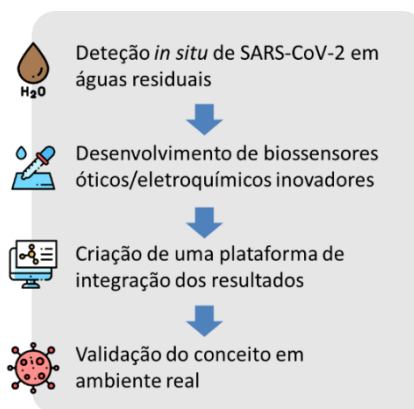 Deteção in situ de SARS-CoV-2 em
águas residuais
H₂O
Desenvolvimento de biossensores
óticos/eletroquímicos inovadores
Criação de uma plataforma de
integração dos resultados
Validação do conceito em
ambiente real